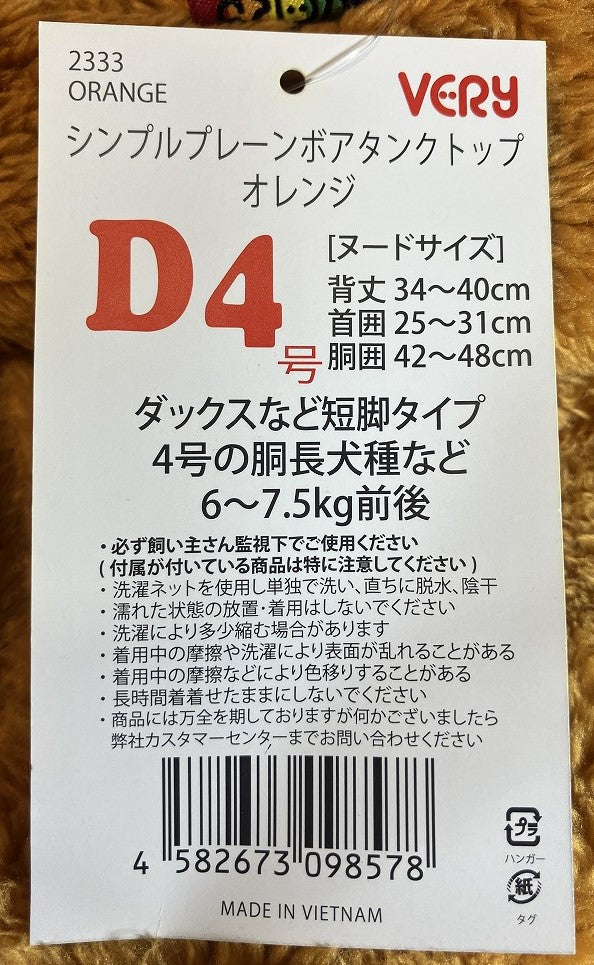 2333
ORANGE
VERY
シンプルプレーンボアタンクトップ
オレンジ
D4号
[ヌードサイズ]
背丈 34～40cm
首囲 25～31cm
胴囲 42～48cm
ダックスなど短脚タイプ
4号の胴長犬種など
6～7.5kg前後
・必ず飼い主さん監視下でご使用ください
(付属が付いている商品は特に注意してください)
・洗濯ネットを使用し単独で洗い、直ちに脱水、陰干
・濡れた状態の放置・着用はしないでください
・洗濯により多少縮む場合があります
・着用中の摩擦や洗濯により表面が乱れることがある
・着用中の摩擦などにより色移りすることがある
・長時間着着せたままにしないでください
・商品には万全を期しておりますが何かございましたら
弊社カスタマーセンターまでお問い合わせください
4 582673 098578
プラ
ハンガー
紙
タグ
MADE IN VIETNAM